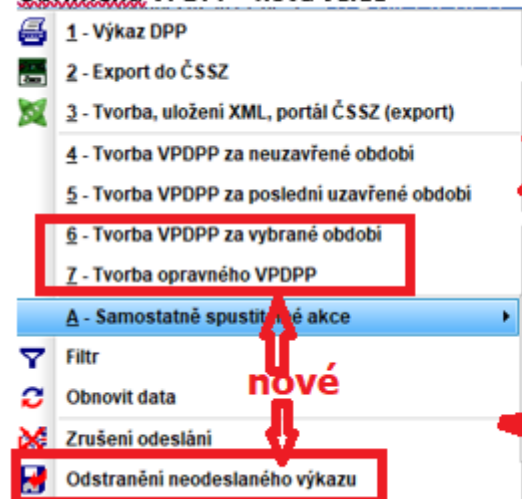 1 - Výkaz DPP
2 - Export do ČSSZ
3 - Tvorba, uložení XML, portál ČSSZ (export)
4 - Tvorba VPDPP za neuzavřené období
5 - Tvorba VPDPP za poslední uzavřené období
6 - Tvorba VPDPP za vybrané období
7 - Tvorba opravného VPDPP
A - Samostatně spustitelné akce
Filtr
nové
Obnovit data
Zrušení odeslání
Odstranění neodeslaného výkazu